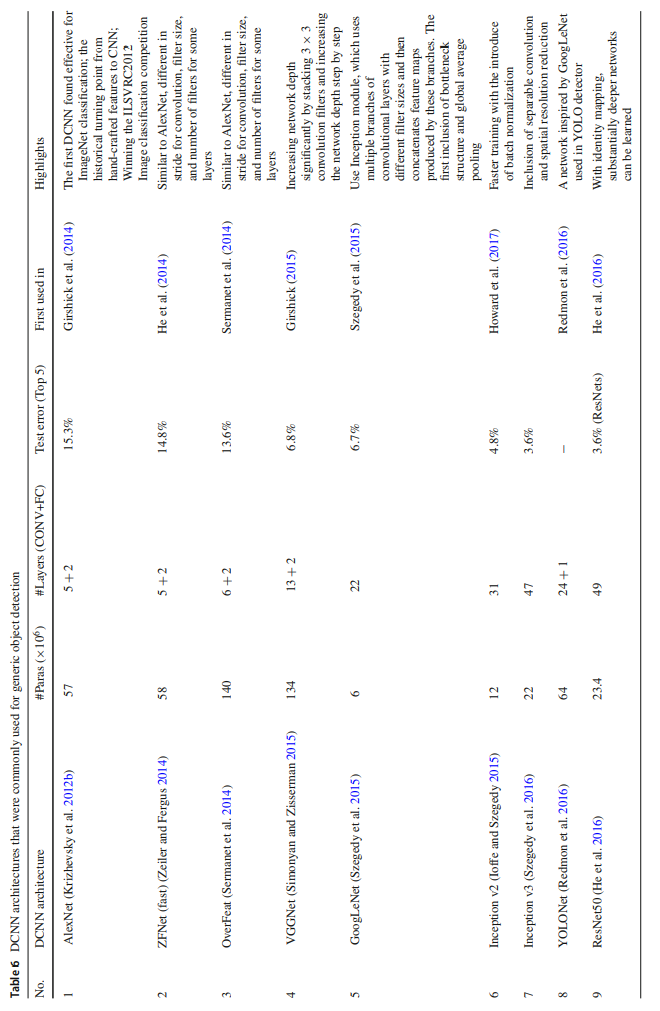 Table 6 DCNN architectures that were commonly used for generic object detection
No. DCNN architecture #Paras (×10⁶) #Layers (CONV+FC) Test error (Top 5) First used in Highlights
1 AlexNet (Krizhevsky et al. 2012b) 57 5 + 2 15.3% Girshick et al. (2014) The first DCNN found effective for
ImageNet classification; the
historical turning point from
hand-crafted features to CNN;
Winning the ILSVRC2012
Image classification competition
2 ZFNet (fast) (Zeiler and Fergus 2014) 58 5 + 2 14.8% He et al. (2014) Similar to AlexNet, different in
stride for convolution, filter size,
and number of filters for some
layers
3 OverFeat (Sermanet et al. 2014) 140 6 + 2 13.6% Sermanet et al. (2014) Similar to AlexNet, different in
stride for convolution, filter size,
and number of filters for some
layers
4 VGGNet (Simonyan and Zisserman 2015) 134 13 + 2 6.8% Girshick (2015) Increasing network depth
significantly by stacking 3 × 3
convolution filters and increasing
the network depth step by step
5 GoogLeNet (Szegedy et al. 2015) 6 22 6.7% Szegedy et al. (2015) Use Inception module, which uses
multiple branches of
convolutional layers with
different filter sizes and then
concatenates feature maps
produced by these branches. The
first inclusion of bottleneck
structure and global average
pooling
6 Inception v2 (Ioffe and Szegedy 2015) 12 31 4.8% Howard et al. (2017) Faster training with the introduce
of batch normalization
7 Inception v3 (Szegedy et al. 2016) 22 47 3.6% Inclusion of separable convolution
and spatial resolution reduction
8 YOLONet (Redmon et al. 2016) 64 24 + 1 – Redmon et al. (2016) A network inspired by GoogLeNet
used in YOLO detector
9 ResNet50 (He et al. 2016) 23.4 49 3.6% (ResNets) He et al. (2016) With identity mapping,
substantially deeper networks
can be learned